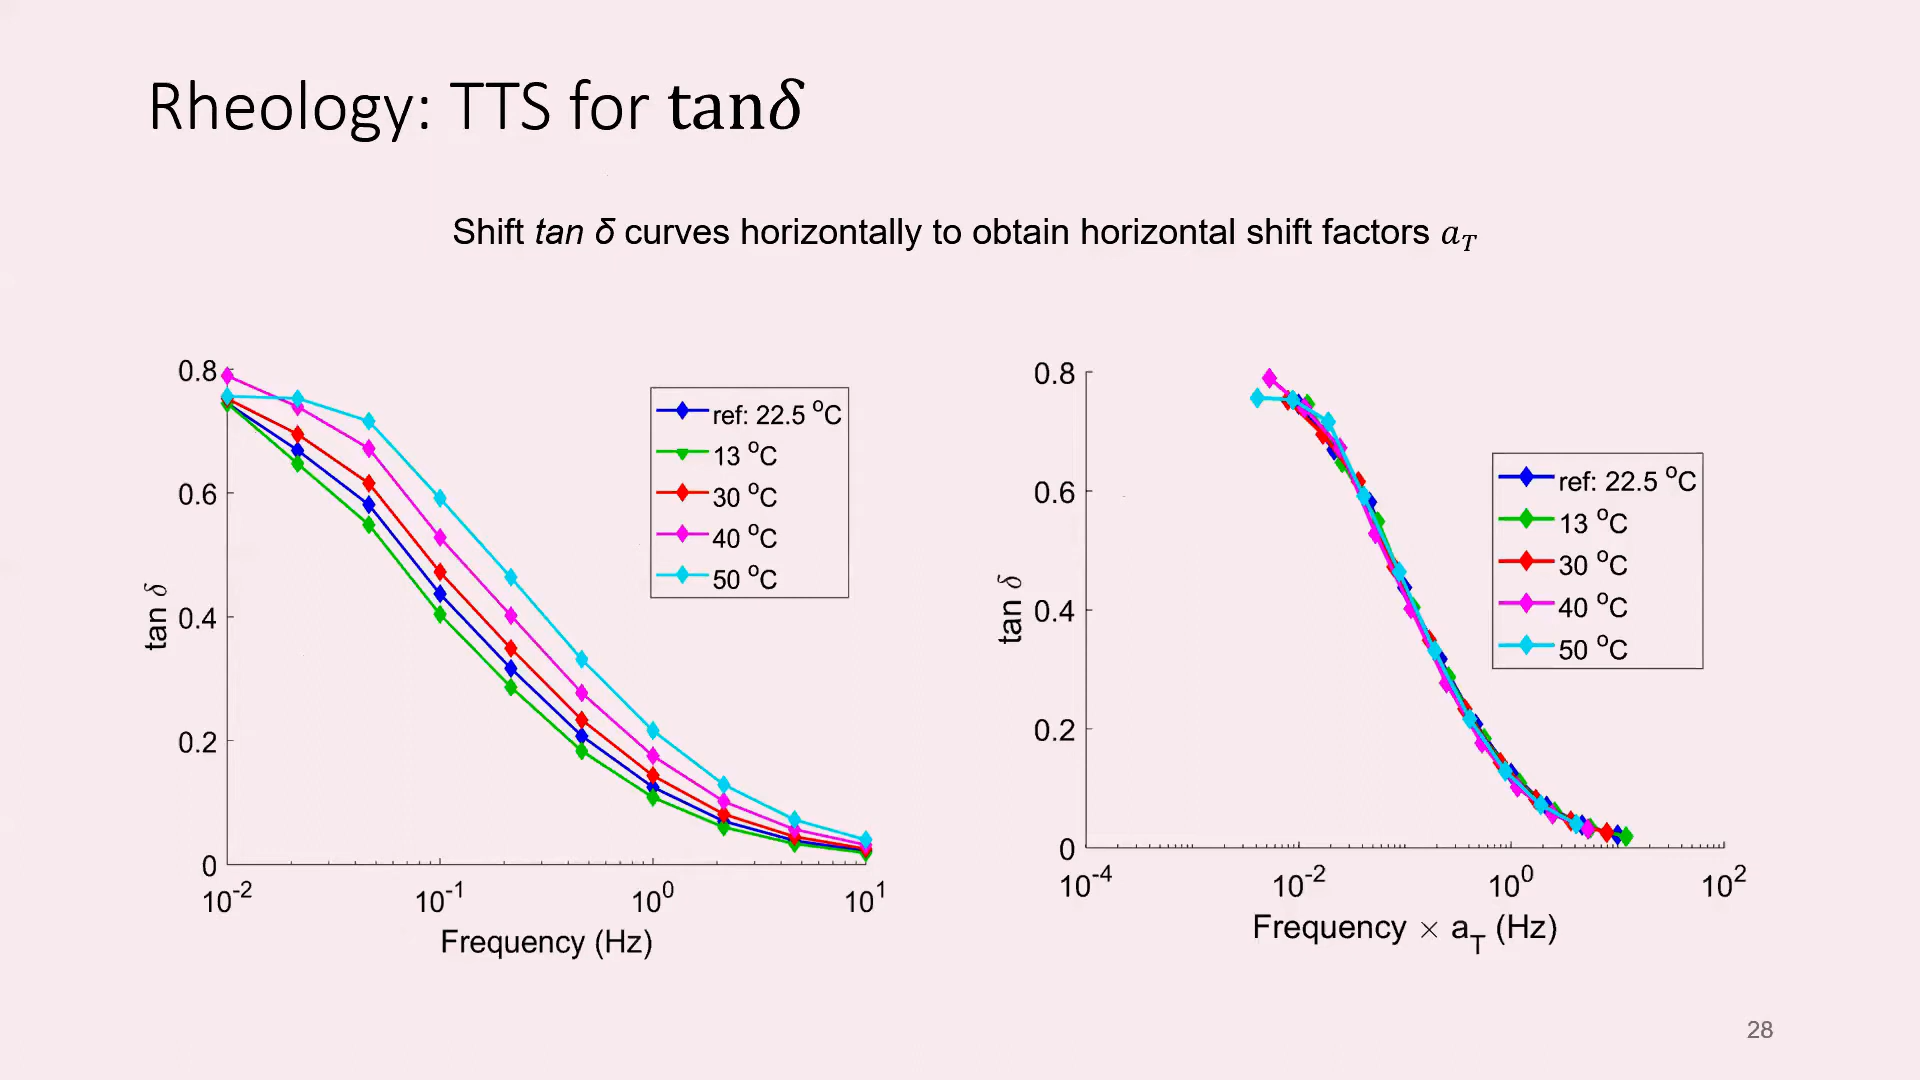 Rheology: TTS for tanδ
Shift tan δ curves horizontally to obtain horizontal shift factors a_T
0.8
0.6
0.4
0.2
0
tan δ
10^-2
10^-1
10^0
10^1
Frequency (Hz)
ref: 22.5 °C
13 °C
30 °C
40 °C
50 °C
0.8
0.6
0.4
0.2
0
tan δ
10^-4
10^-2
10^0
10^2
Frequency × a_T (Hz)
ref: 22.5 °C
13 °C
30 °C
40 °C
50 °C
28